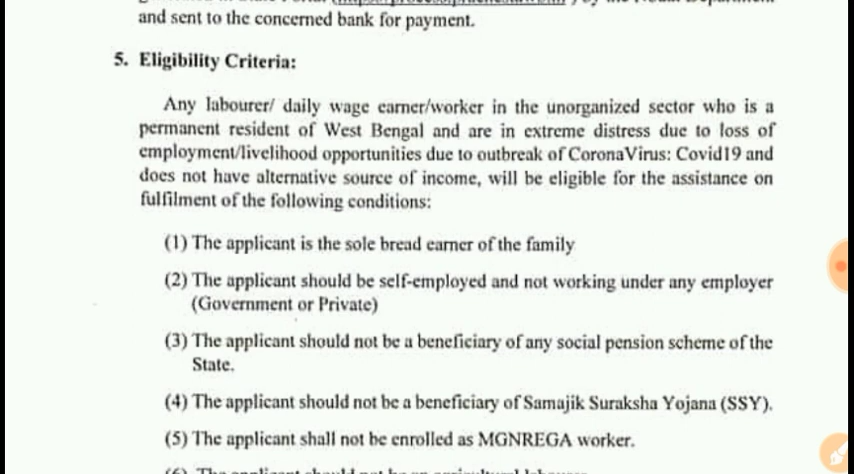 and sent to the concerned bank for payment.
5. Eligibility Criteria:
Any labourer/ daily wage earner/worker in the unorganized sector who is a
permanent resident of West Bengal and are in extreme distress due to loss of
employment/livelihood opportunities due to outbreak of CoronaVirus: Covid19 and
does not have alternative source of income, will be eligible for the assistance on
fulfilment of the following conditions:
(1) The applicant is the sole bread earner of the family
(2) The applicant should be self-employed and not working under any employer
(Government or Private)
(3) The applicant should not be a beneficiary of any social pension scheme of the
State.
(4) The applicant should not be a beneficiary of Samajik Suraksha Yojana (SSY).
(5) The applicant shall not be enrolled as MGNREGA worker.